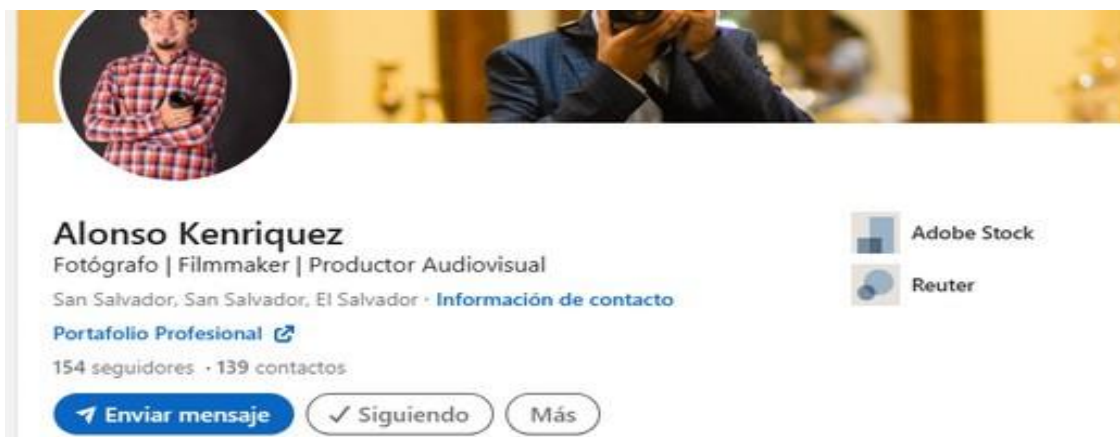 Alonso Kenriquez
Fotógrafo | Filmmaker | Productor Audiovisual
San Salvador, San Salvador, El Salvador · Información de contacto
Portafolio Profesional
154 seguidores · 139 contactos
Enviar mensaje
Siguiendo
Más
Adobe Stock
Reuter